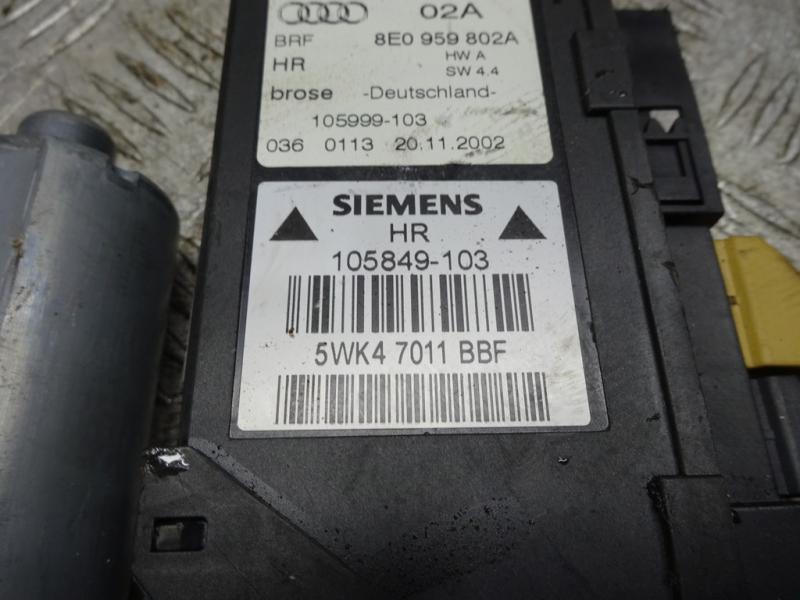 02A
BRF 8E0 959 802A
HR HW A
SW 4.4
brose -Deutschland-
105999-103
036 0113 20.11.2002
SIEMENS
HR
105849-103
5WK4 7011 BBF